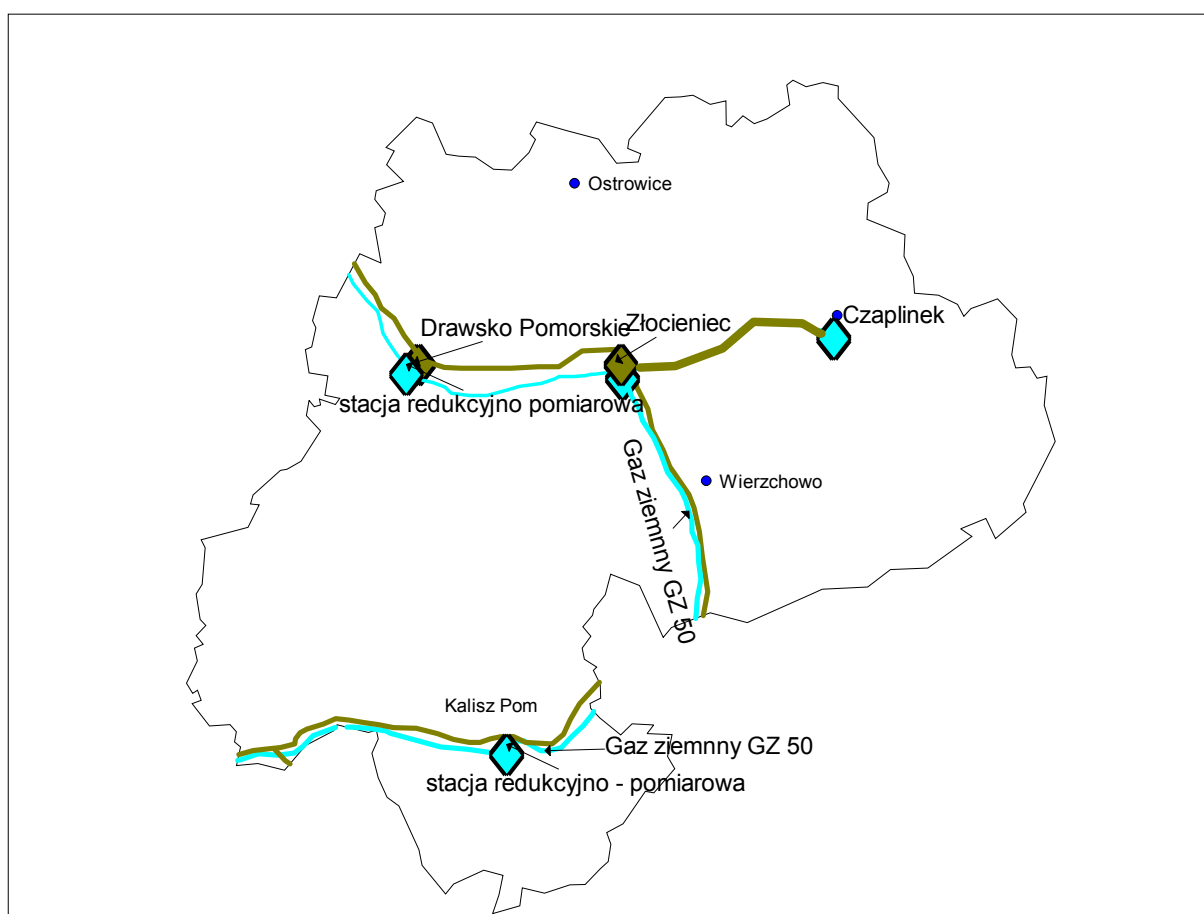 Ostrowice
Czaplinek
Drawsko Pomorskie
Złocieniec
stacja redukcyjno pomiarowa
Gaz ziemnny GZ 50
Wierzchowo
Kalisz Pom
Gaz ziemnny GZ 50
stacja redukcyjno - pomiarowa